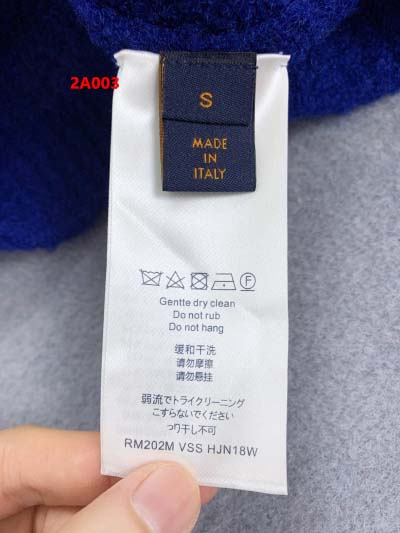 2A003
S
MADE
IN
ITALY
F
Gentte dry clean
Do not rub
Do not hang
缓和干洗
请勿摩擦
请勿悬挂
弱流でトライクリーニング
こすらないでください
つり干し不可
RM202M VSS HJN18W